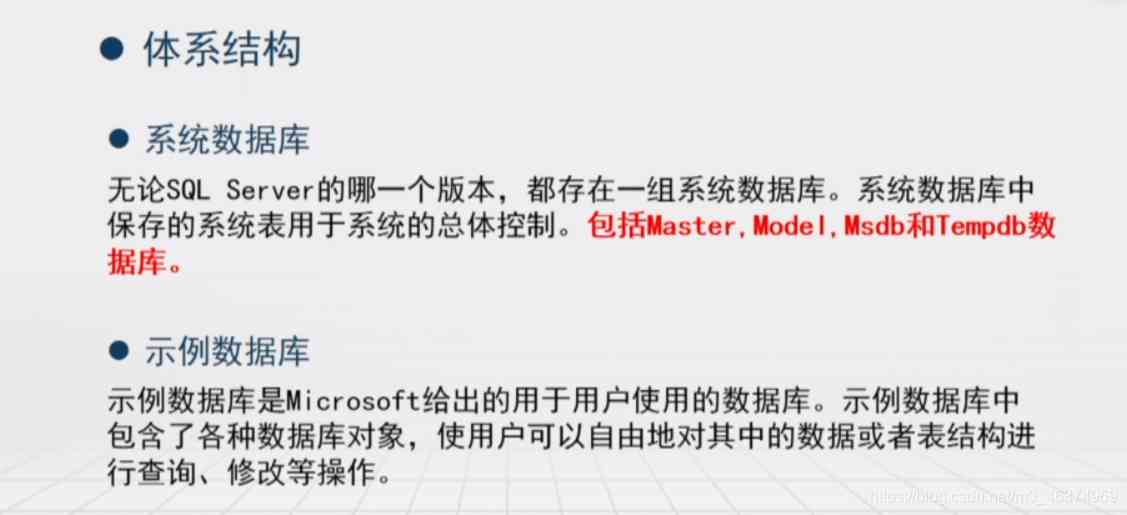 体系结构
系统数据库
无论SQL Server的哪一个版本，都存在一组系统数据库。系统数据库中
保存的系统表用于系统的总体控制。包括Master,Model,Msdb和Tempdb数
据库。
示例数据库
示例数据库是Microsoft给出的用于用户使用的数据库。示例数据库中
包含了各种数据库对象，使用户可以自由地对其中的数据或者表结构进
行查询、修改等操作。